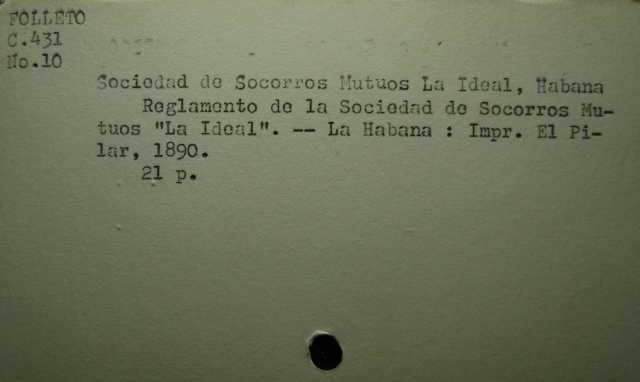 FOLLETO
C.431
No.10
Sociedad de Socorros Mutuos La Ideal, Habana
Reglamento de la Sociedad de Socorros Mu-
tuos "La Ideal". -- La Habana : Impr. El Pi-
lar, 1890.
21 p.